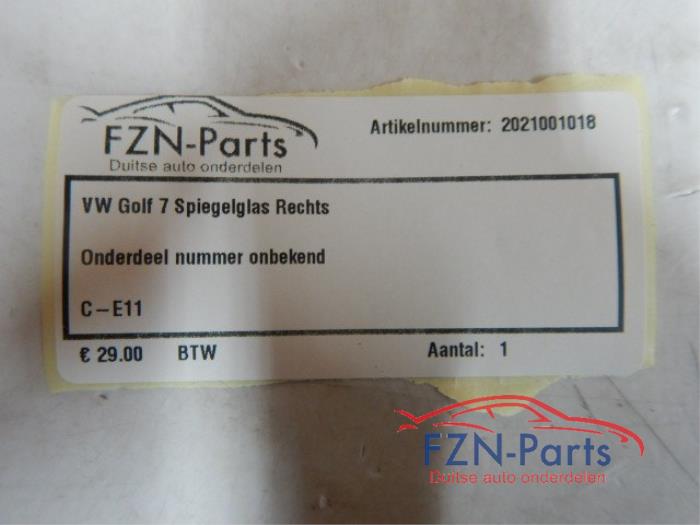 FZN-Parts
Duitse auto onderdelen
Artikelnummer: 2021001018
VW Golf 7 Spiegelglas Rechts
Onderdeel nummer onbekend
C-E11
€ 29.00 BTW Aantal: 1
FZN-Parts
Duitse auto onderdelen